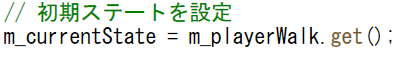 // 初期ステートを設定
m_currentState = m_playerWalk.get();